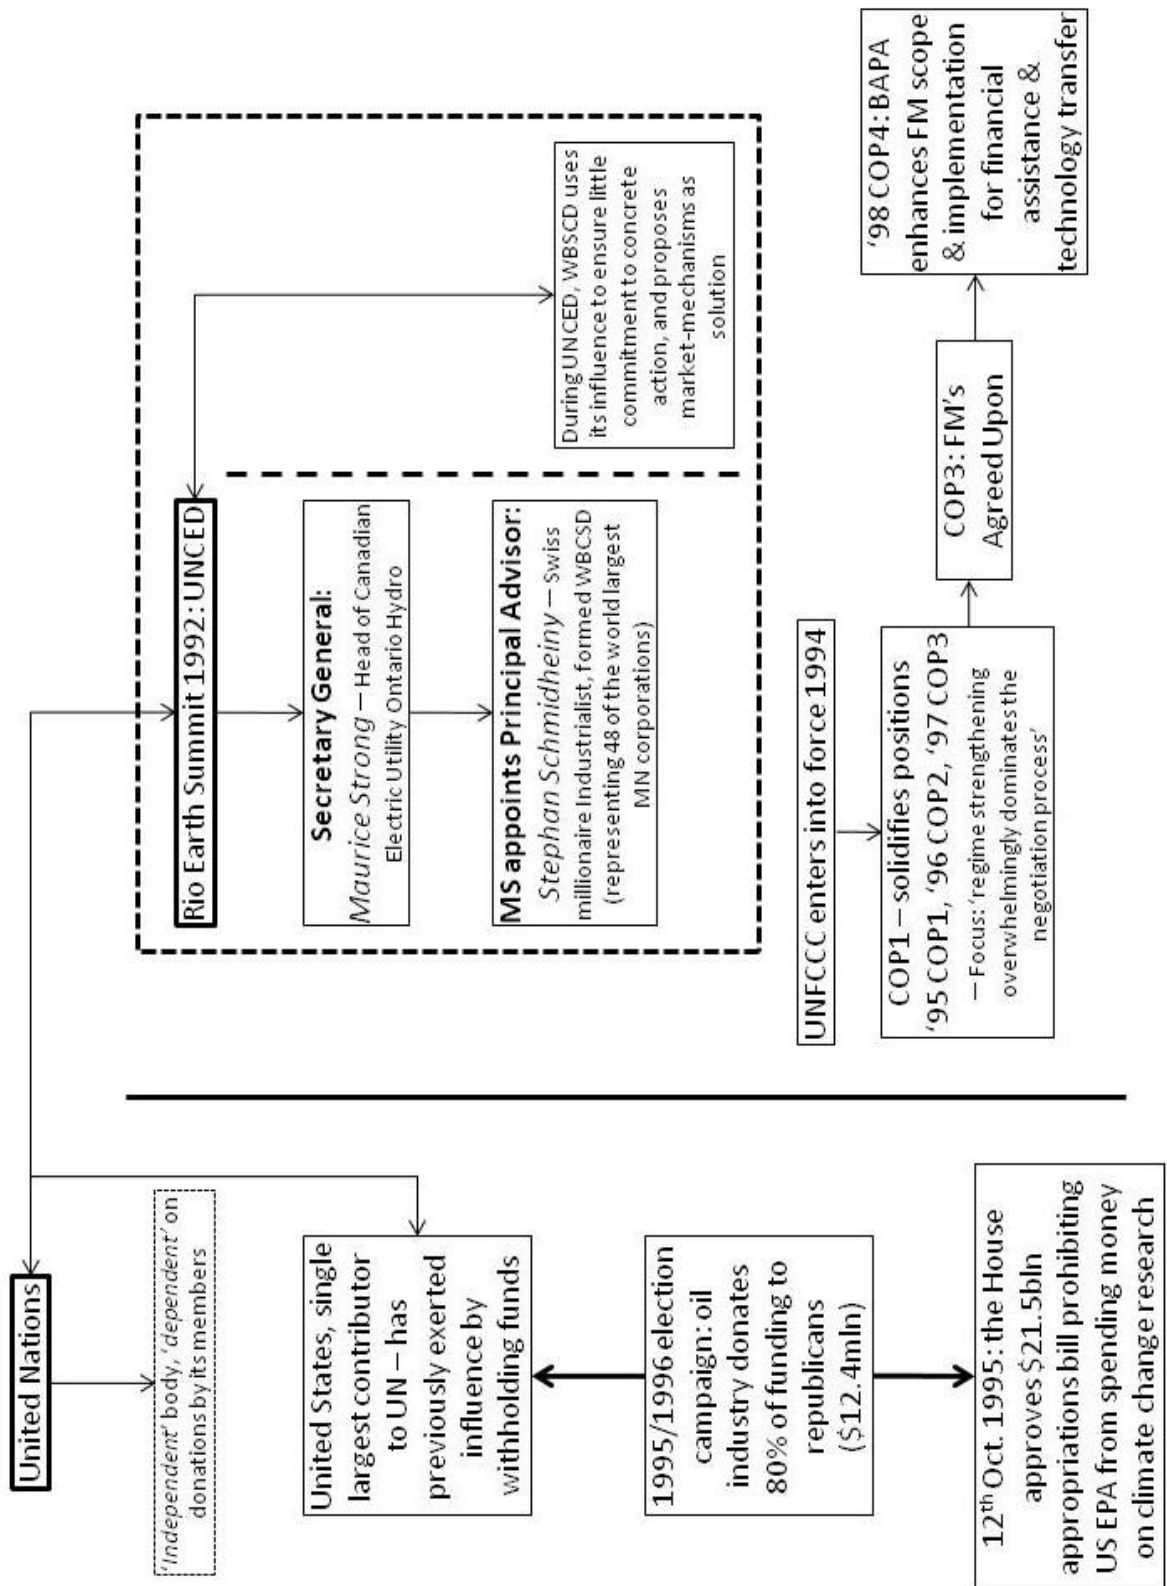 United Nations
'Independent' body, 'dependent' on
donations by its members
United States, single
largest contributor
to UN – has
previously exerted
influence by
withholding funds
1995/1996 election
campaign: oil
industry donates
80% of funding to
republicans
($12.4mln)
12th Oct. 1995: the House
approves $21.5bln
appropriations bill prohibiting
US EPA from spending money
on climate change research
Rio Earth Summit 1992: UNCED
Secretary General:
Maurice Strong – Head of Canadian
Electric Utility Ontario Hydro
MS appoints Principal Advisor:
Stephan Schmidheiny – Swiss
millionaire Industrialist, formed WBCSD
(representing 48 of the world largest
MN corporations)
During UNCED, WBSCD uses
its influence to ensure little
commitment to concrete
action, and proposes
market-mechanisms as
solution
UNFCCC enters into force 1994
COP1 – solidifies positions
'95 COP1, '96 COP2, '97 COP3
– Focus: 'regime strengthening
overwhelmingly dominates the
negotiation process'
COP3: FM's
Agreed Upon
'98 COP4: BAPA
enhances FM scope
& implementation
for financial
assistance &
technology transfer